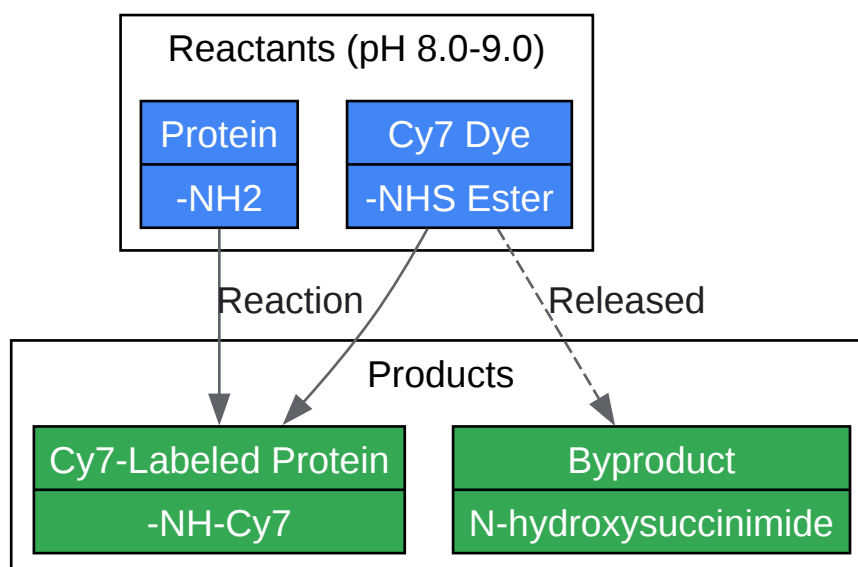 Reactants (pH 8.0-9.0)
Protein
-NH2
Cy7 Dye
-NHS Ester
Reaction
Released
Products
Cy7-Labeled Protein
-NH-Cy7
Byproduct
N-hydroxysuccinimide